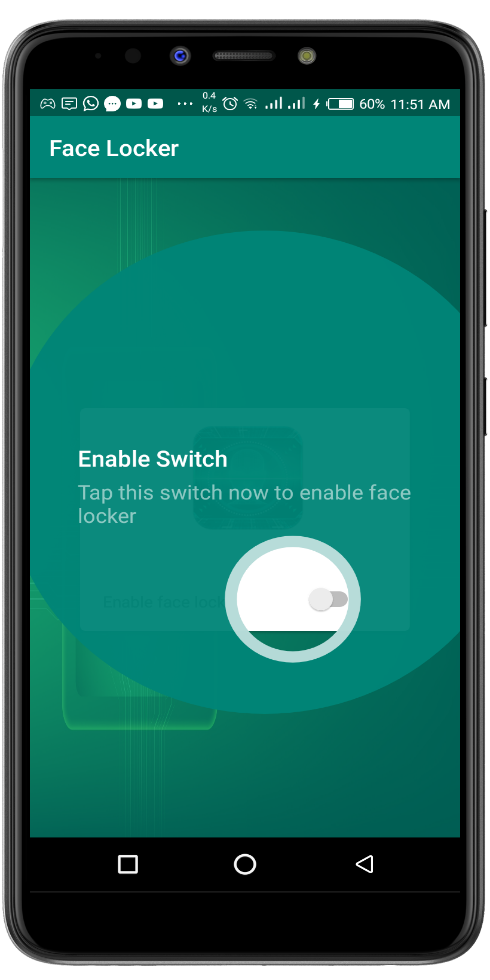 0.4
K/s
60% 11:51 AM
Face Locker
Enable Switch
Tap this switch now to enable face
locker
Enable face lock